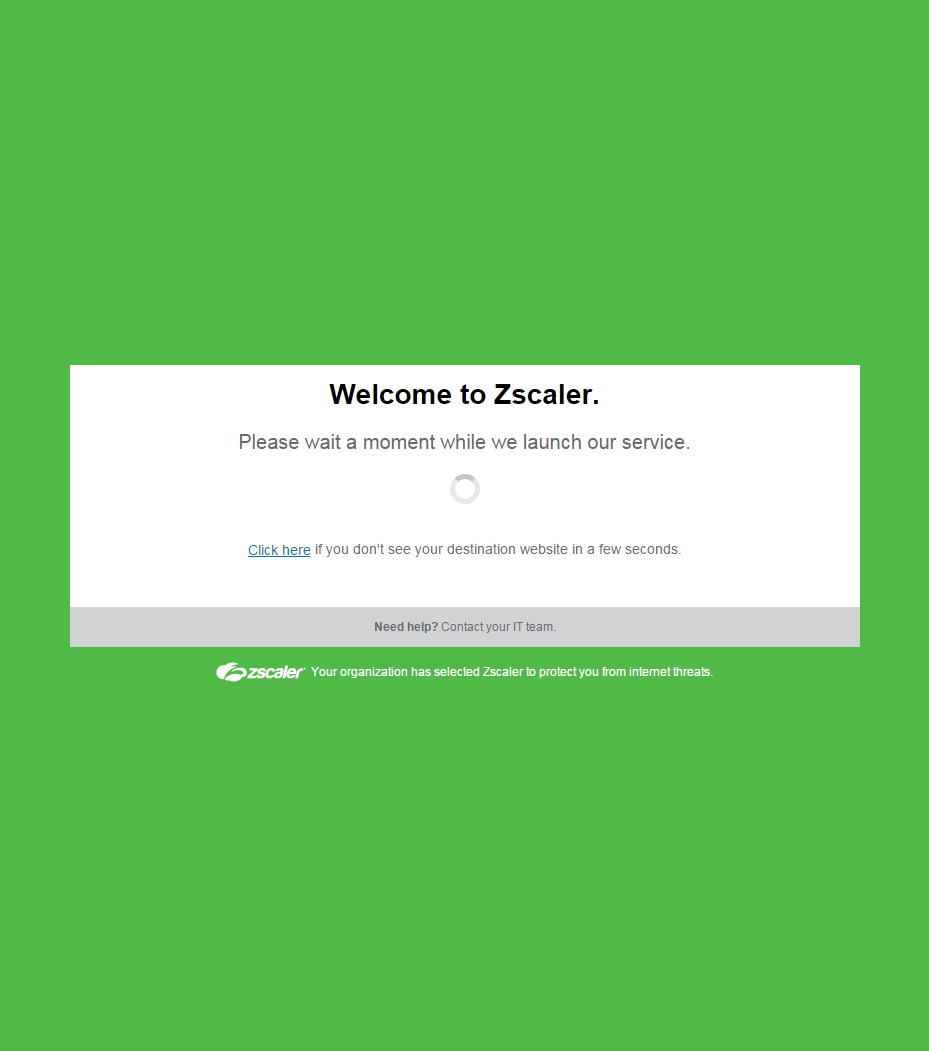 Welcome to Zscaler.
Please wait a moment while we launch our service.
Click here if you don't see your destination website in a few seconds.
Need help? Contact your IT team.
zscaler Your organization has selected Zscaler to protect you from internet threats.